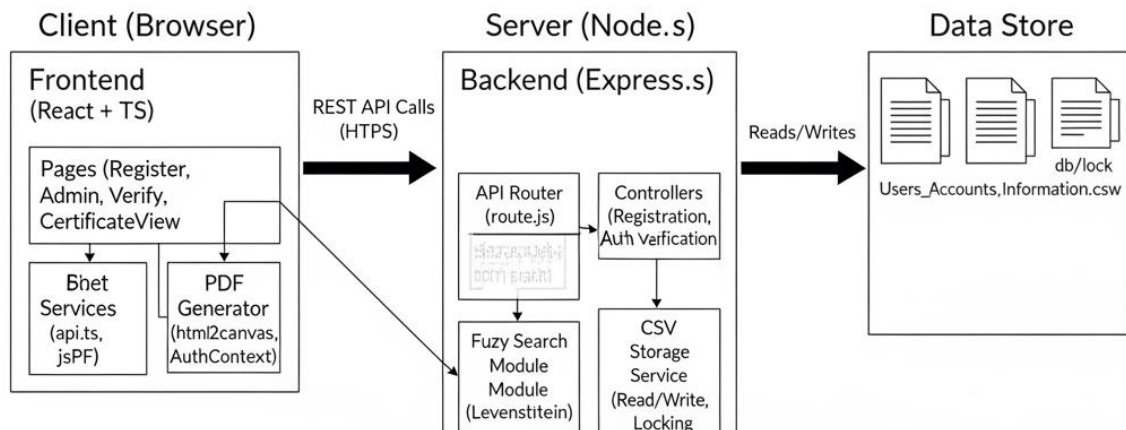 Client (Browser)
Frontend
(React + TS)
Pages (Register,
Admin, Verify,
CertificateView
Bhet
Services
(api.ts,
jsPF)
PDF
Generator
(html2canvas,
AuthContext)
REST API Calls
(HTPS)
Server (Node.s)
Backend (Express.s)
API Router
(route.js)
Controllers
(Registration,
Auth Verification
Fuzy Search
Module
Module
(Levenstitein)
CSV
Storage
Service
(Read/Write,
Locking
Reads/Writes
Data Store
db/lock
Users_Accounts,Information.csw